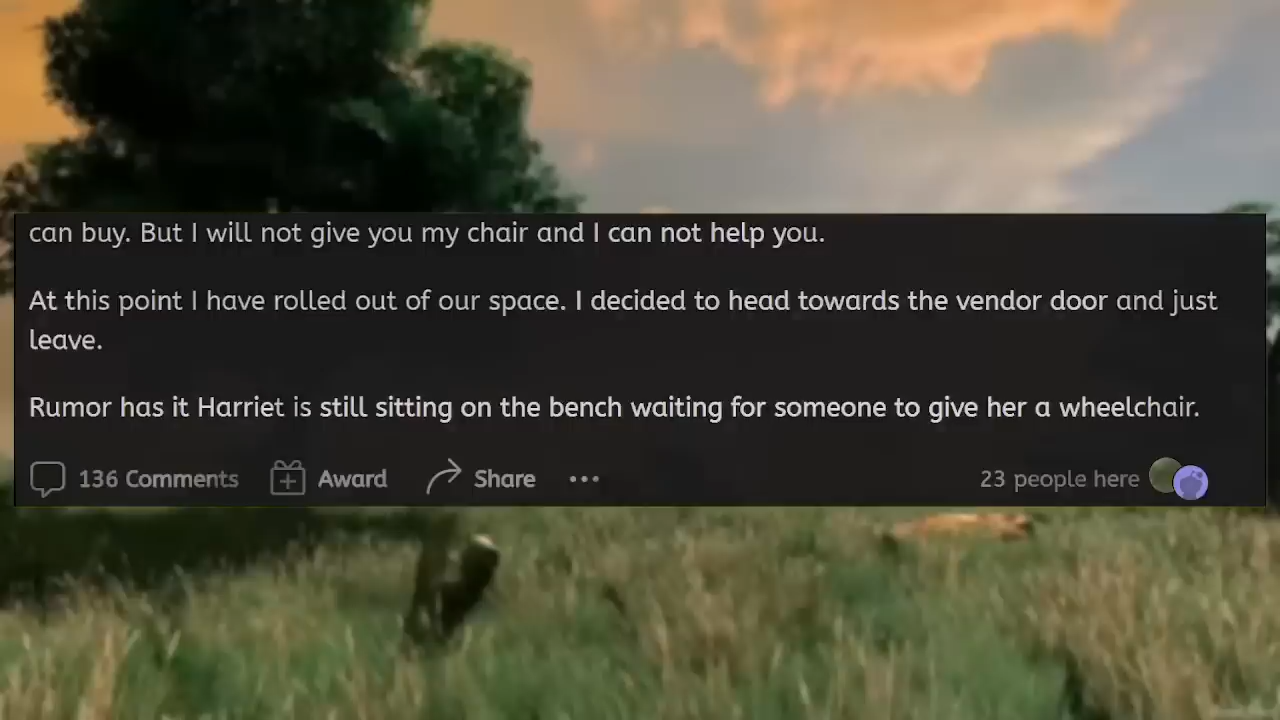 can buy. But I will not give you my chair and I can not help you.
At this point I have rolled out of our space. I decided to head towards the vendor door and just
leave.
Rumor has it Harriet is still sitting on the bench waiting for someone to give her a wheelchair.
136 Comments Award Share ••• 23 people here